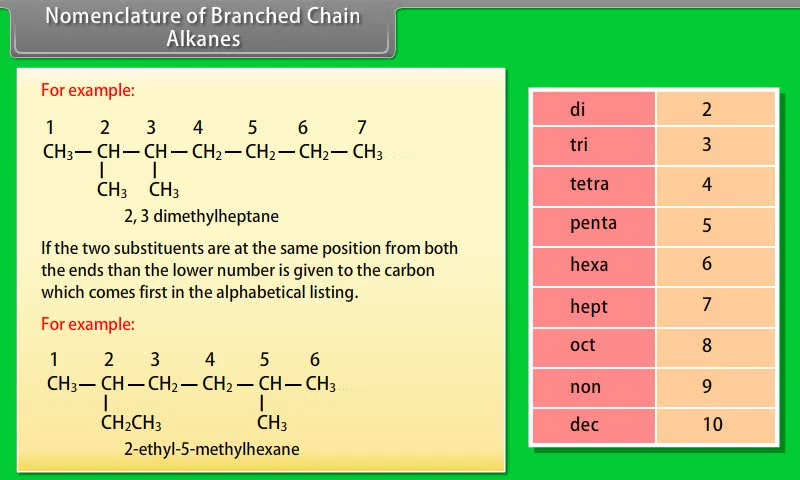 Nomenclature of Branched Chain
Alkanes
For example:
1 2 3 4 5 6 7
CH₃— CH — CH — CH₂ — CH₂ — CH₂ — CH₃
CH₃ CH₃
2, 3 dimethylheptane
If the two substituents are at the same position from both
the ends than the lower number is given to the carbon
which comes first in the alphabetical listing.
For example:
1 2 3 4 5 6
CH₃— CH — CH₂ — CH₂ — CH — CH₃
CH₂CH₃ CH₃
2-ethyl-5-methylhexane
di 2
tri 3
tetra 4
penta 5
hexa 6
hept 7
oct 8
non 9
dec 10